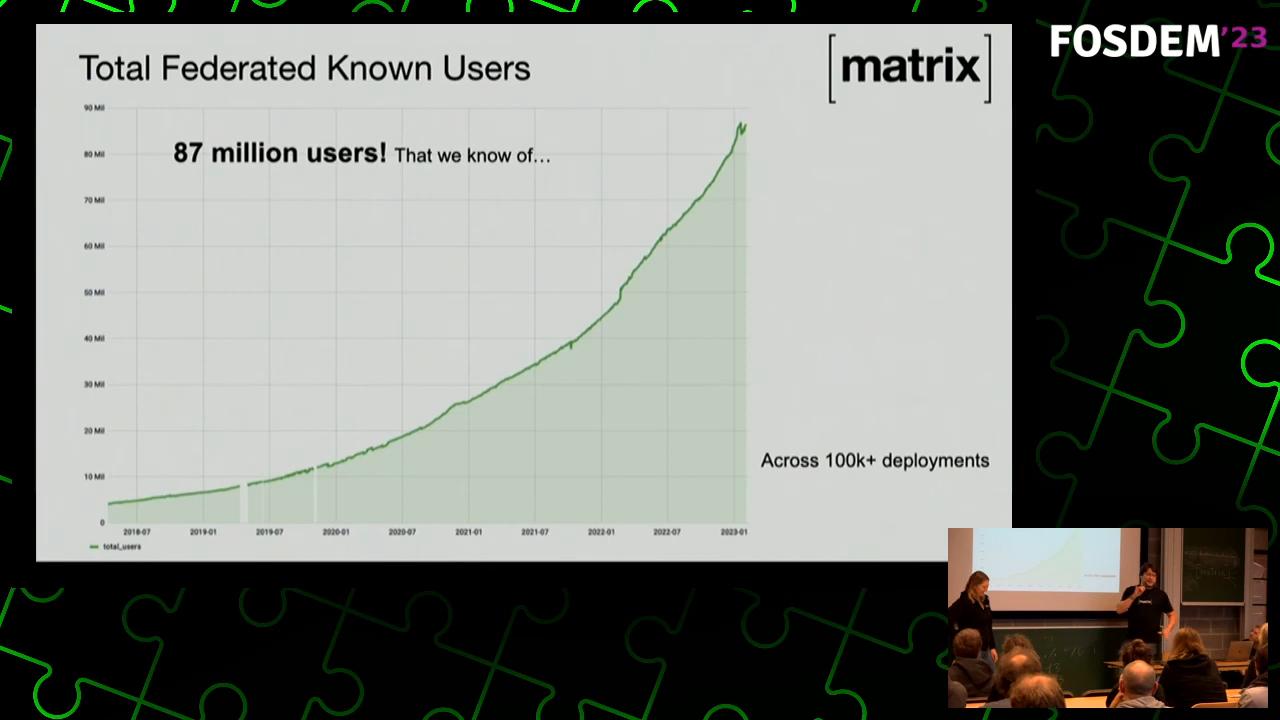 Total Federated Known Users
[matrix]
FOSDEM'23
90 Mil
87 million users! That we know of...
80 Mil
70 Mil
60 Mil
50 Mil
40 Mil
30 Mil
20 Mil
Across 100k+ deployments
10 Mil
0
2018-07 2019-01 2019-07 2020-01 2020-07 2021-01 2021-07 2022-01 2022-07 2023-01
total_users